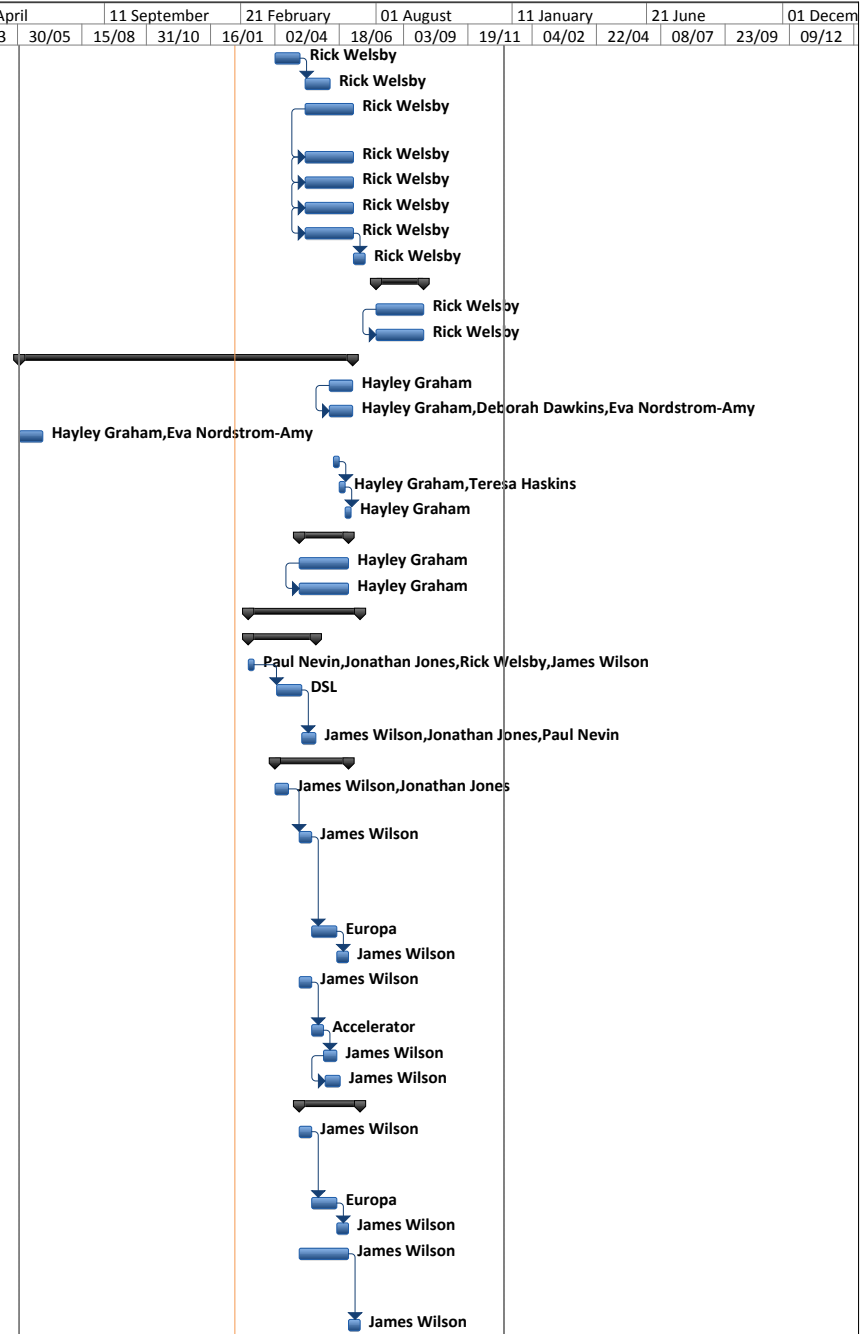 April 11 September 21 February 01 August 11 January 21 June 01 Decem
3 30/05 15/08 31/10 16/01 02/04 18/06 03/09 19/11 04/02 22/04 08/07 23/09 09/12
Rick Welsby
Rick Welsby
Rick Welsby
Rick Welsby
Rick Welsby
Rick Welsby
Rick Welsby
Rick Welsby
Rick Welsby
Rick Welsby
Hayley Graham
Hayley Graham,Deborah Dawkins,Eva Nordstrom-Amy
Hayley Graham,Eva Nordstrom-Amy
Hayley Graham,Teresa Haskins
Hayley Graham
Hayley Graham
Hayley Graham
Paul Nevin,Jonathan Jones,Rick Welsby,James Wilson
DSL
James Wilson,Jonathan Jones,Paul Nevin
James Wilson,Jonathan Jones
James Wilson
Europa
James Wilson
James Wilson
Accelerator
James Wilson
James Wilson
James Wilson
Europa
James Wilson
James Wilson
James Wilson